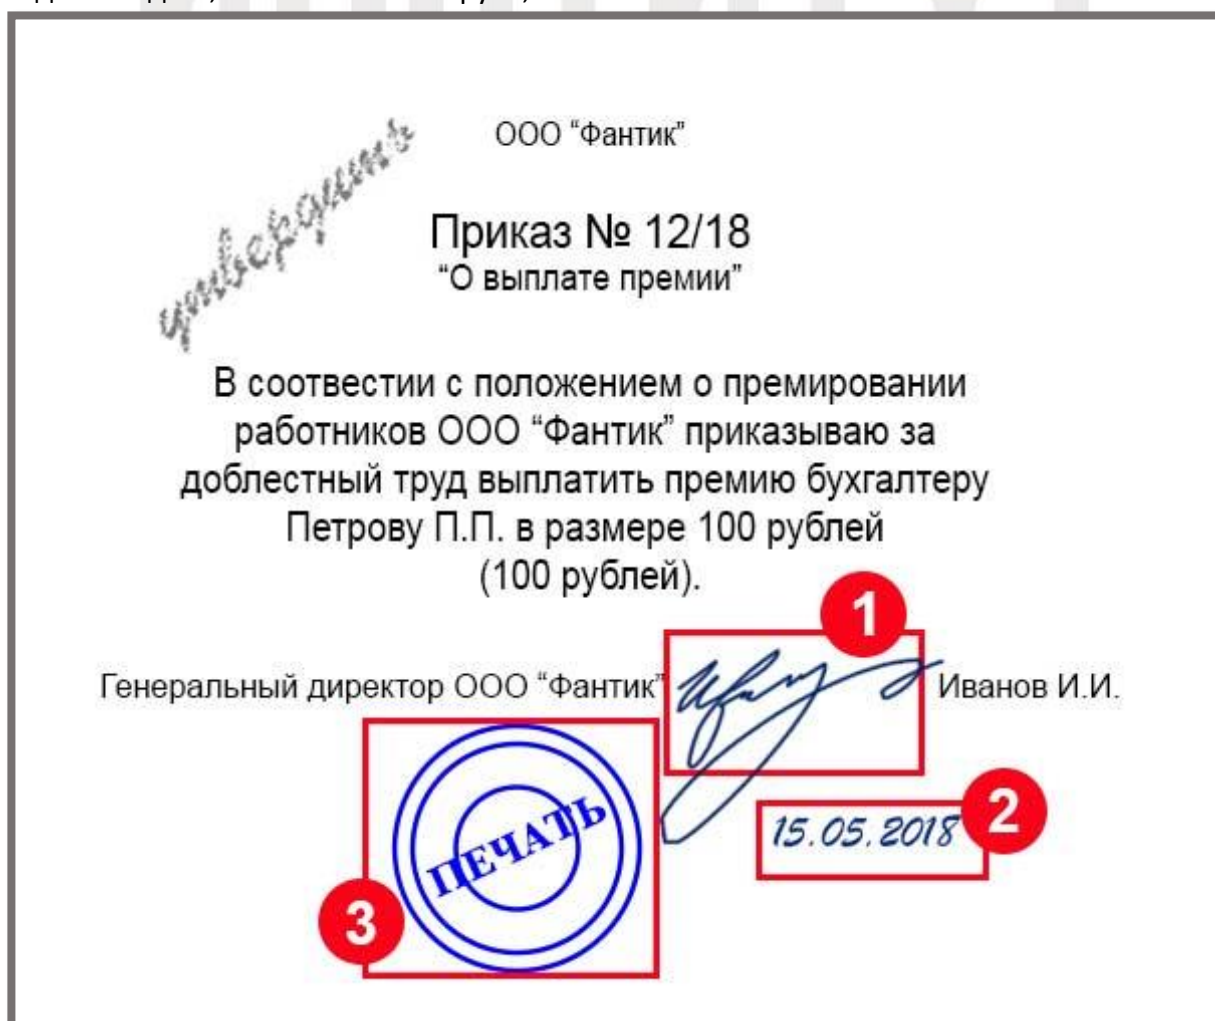 ООО “Фантик”
утвердить
Приказ № 12/18
“О выплате премии”
В соотвестии с положением о премировании
работников ООО “Фантик” приказываю за
доблестный труд выплатить премию бухгалтеру
Петрову П.П. в размере 100 рублей
(100 рублей).
1
Генеральный директор ООО “Фантик” Иванов И.И.
2
15.05.2018
ПЕЧАТЬ
3